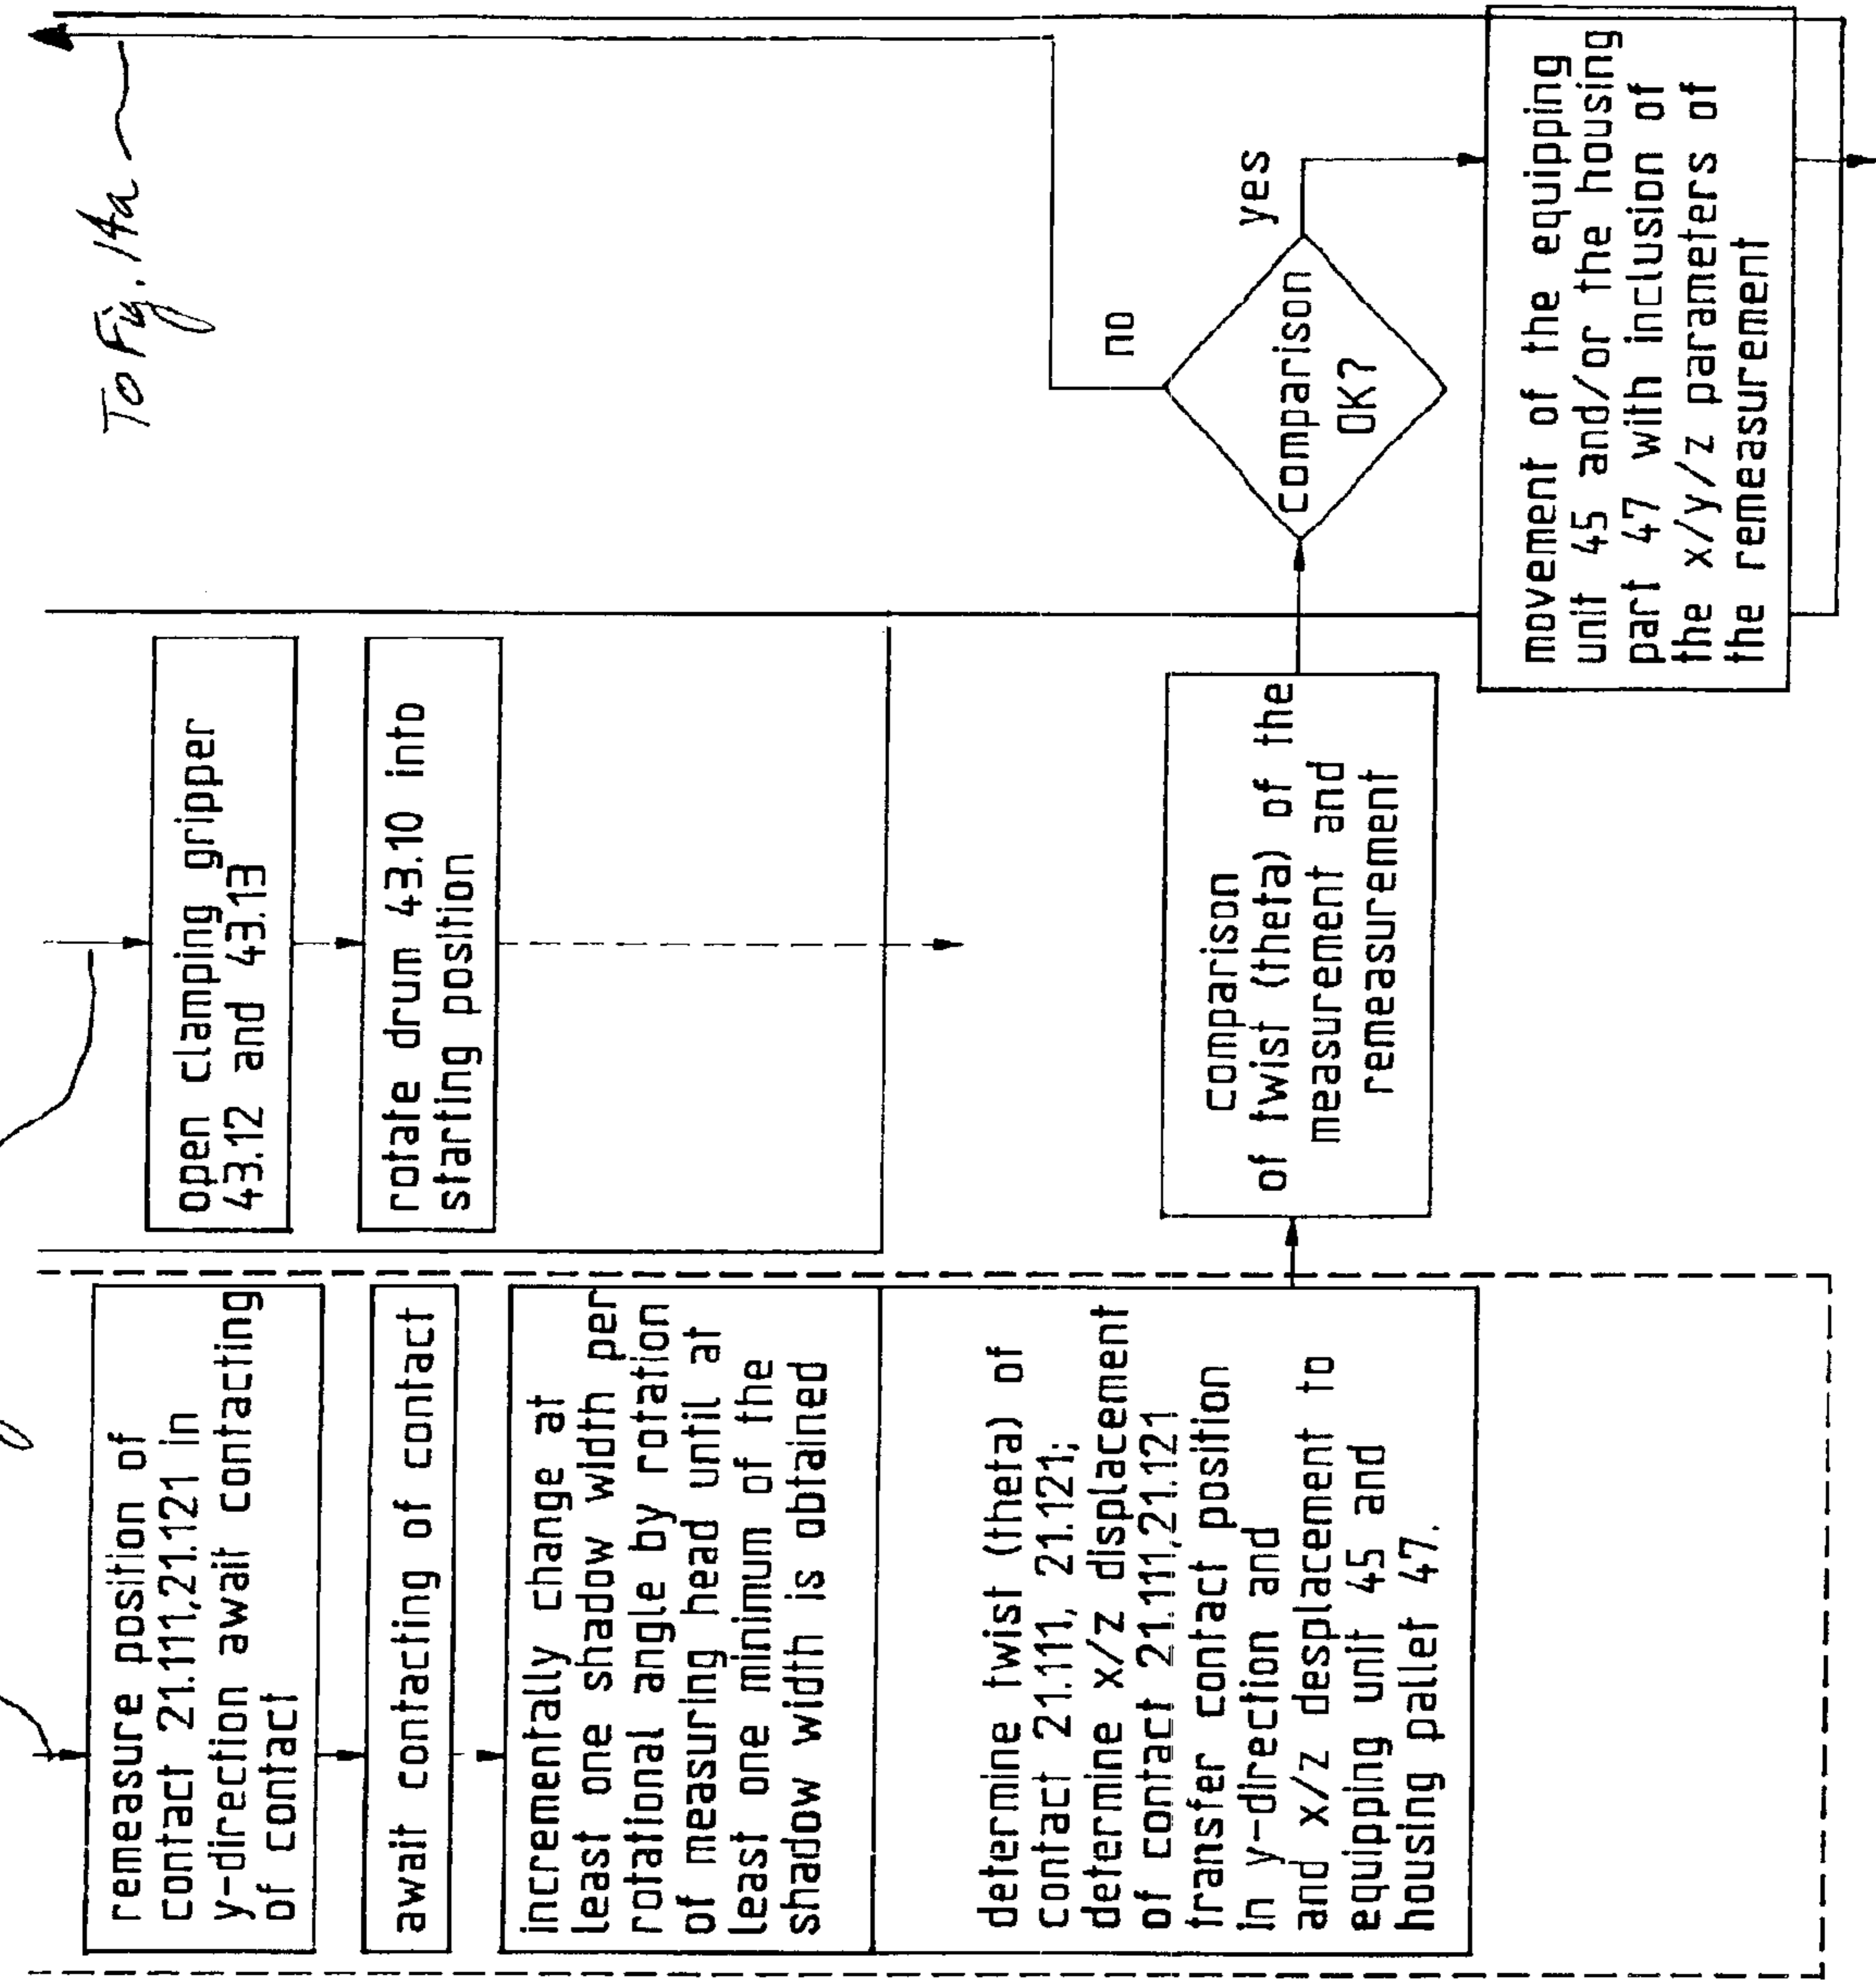 To Fig. 14a
remeasure position of
contact 21.111,21.121 in
y-direction await contacting
of contact
await contacting of contact
incrementally change at
least one shadow width per
rotational angle by rotation
of measuring head until at
least one minimum of the
shadow width is obtained
determine twist (theta) of
contact 21.111, 21.121;
determine x/z displacement
of contact 21.111,21.121
transfer contact position
in y-direction and
and x/z desplacement to
equipping unit 45 and
housing pallet 47.
open clamping gripper
43.12 and 43.13
rotate drum 43.10 into
starting position
comparison
of twist (theta) of the
measurement and
remeasurement
comparison
OK?
no
yes
movement of the equipping
unit 45 and/or the housing
part 47 with inclusion of
the x/y/z parameters of
the remeasurement